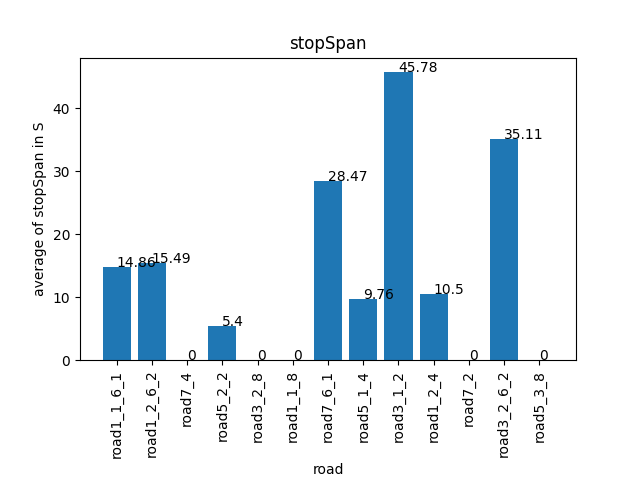 stopSpan
average of stopSpan in S
40
30
20
10
0
14.86
15.49
0
5.4
0
0
28.47
9.76
45.78
10.5
0
35.11
0
road1_1_6_1
road1_2_6_2
road7_4
road5_2_2
road3_2_8
road1_1_8
road7_6_1
road5_1_4
road3_1_2
road1_2_4
road7_2
road3_2_6_2
road5_3_8
road